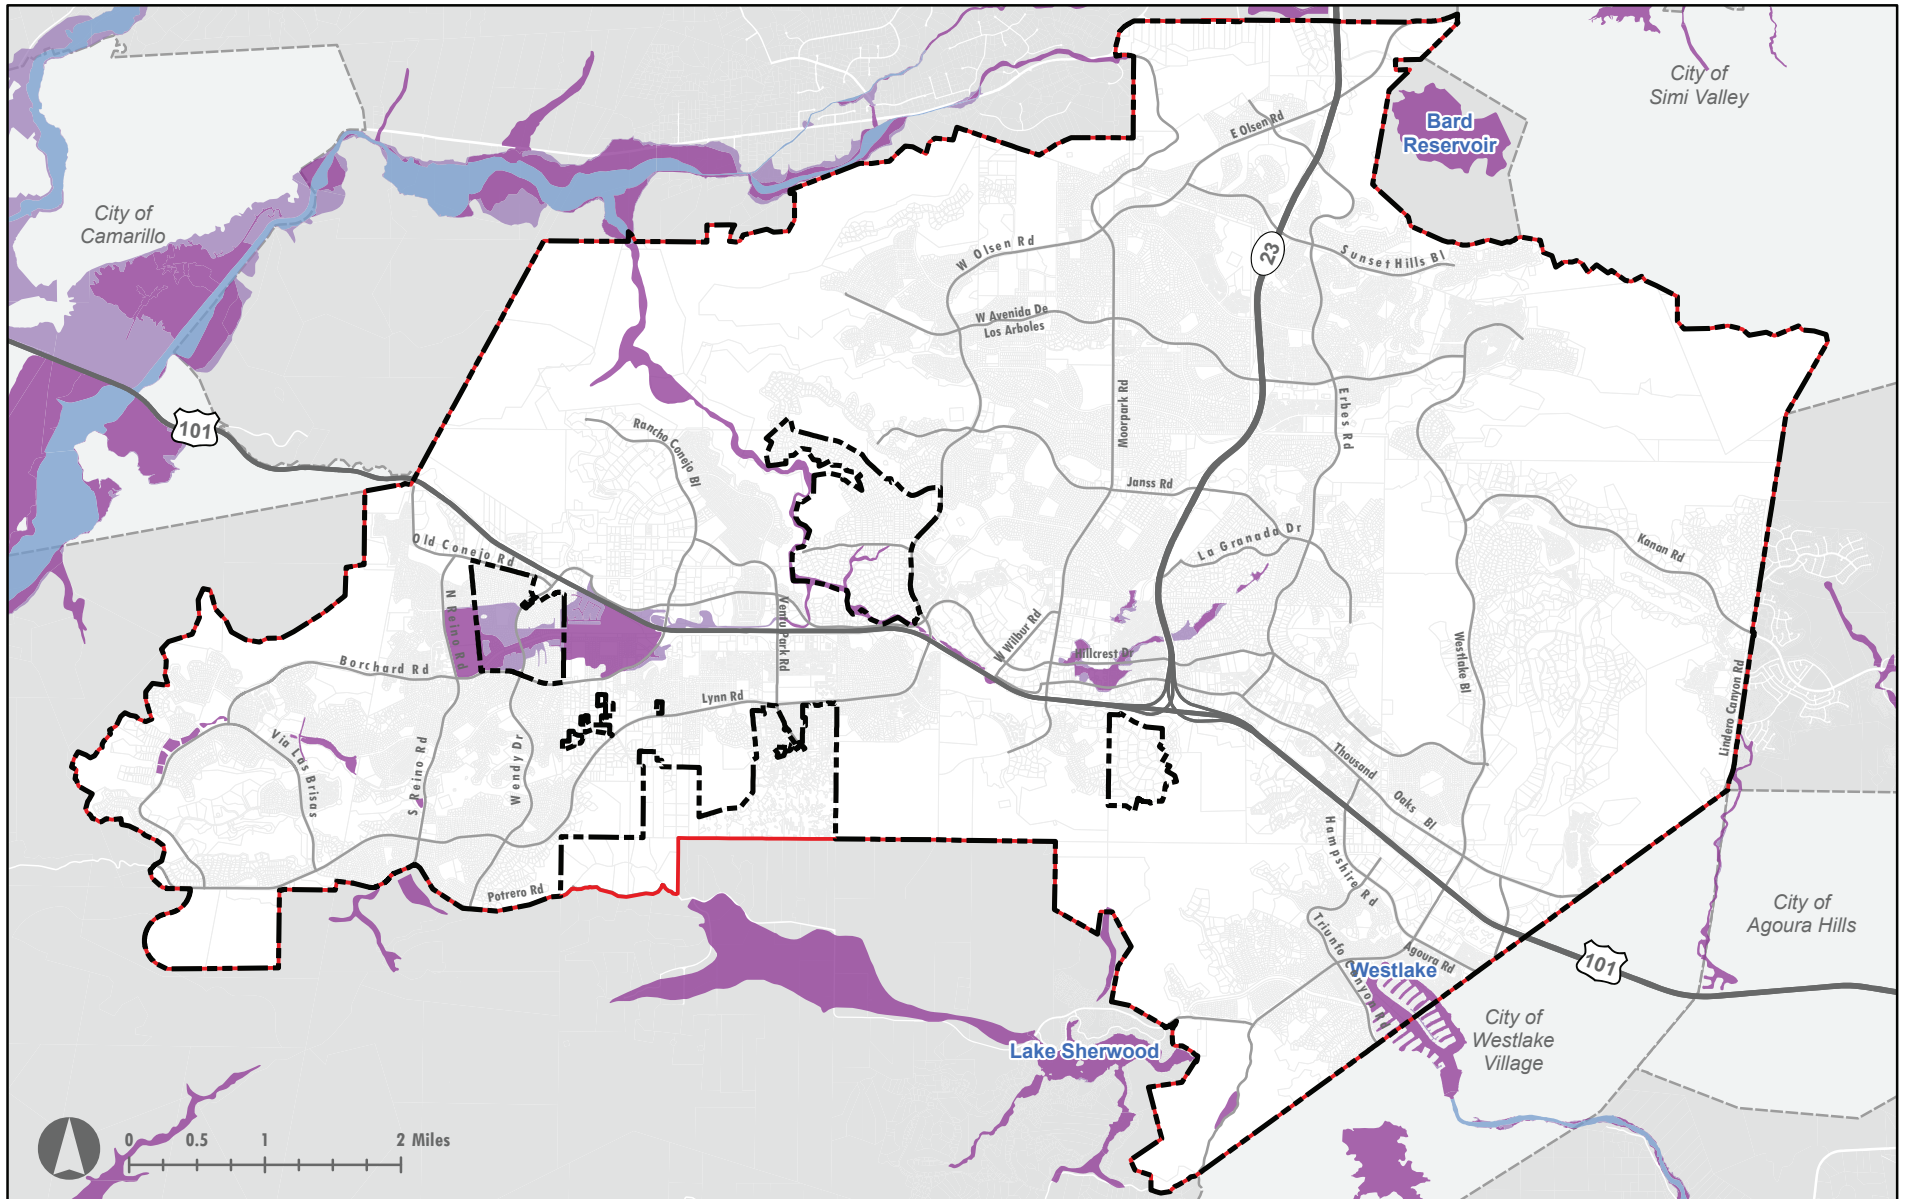 City of
Simi Valley
Bard
Reservoir
E Olsen Rd
City of
Camarillo
23
W Olsen Rd
Sunset Hills Bl
W Avenida De
Los Arboles
Moorpark Rd
Erbes Rd
101
Rancho Conejo Bl
Janss Rd
La Granada Dr
Kanan Rd
Old Conejo Rd
N Reino Rd
Ventu Park Rd
W Wilbur Rd
Hillcrest Dr
Westlake Bl
Borchard Rd
Lynn Rd
Lindero Canyon Rd
Via Las Brisas
S Reino Rd
Wendy Dr
Thousand
Oaks Bl
Hampshire Rd
Potrero Rd
City of
Agoura Hills
Triunfo Canyon Rd
Agoura Rd
Westlake
101
City of
Westlake
Village
Lake Sherwood
0 0.5 1 2 Miles